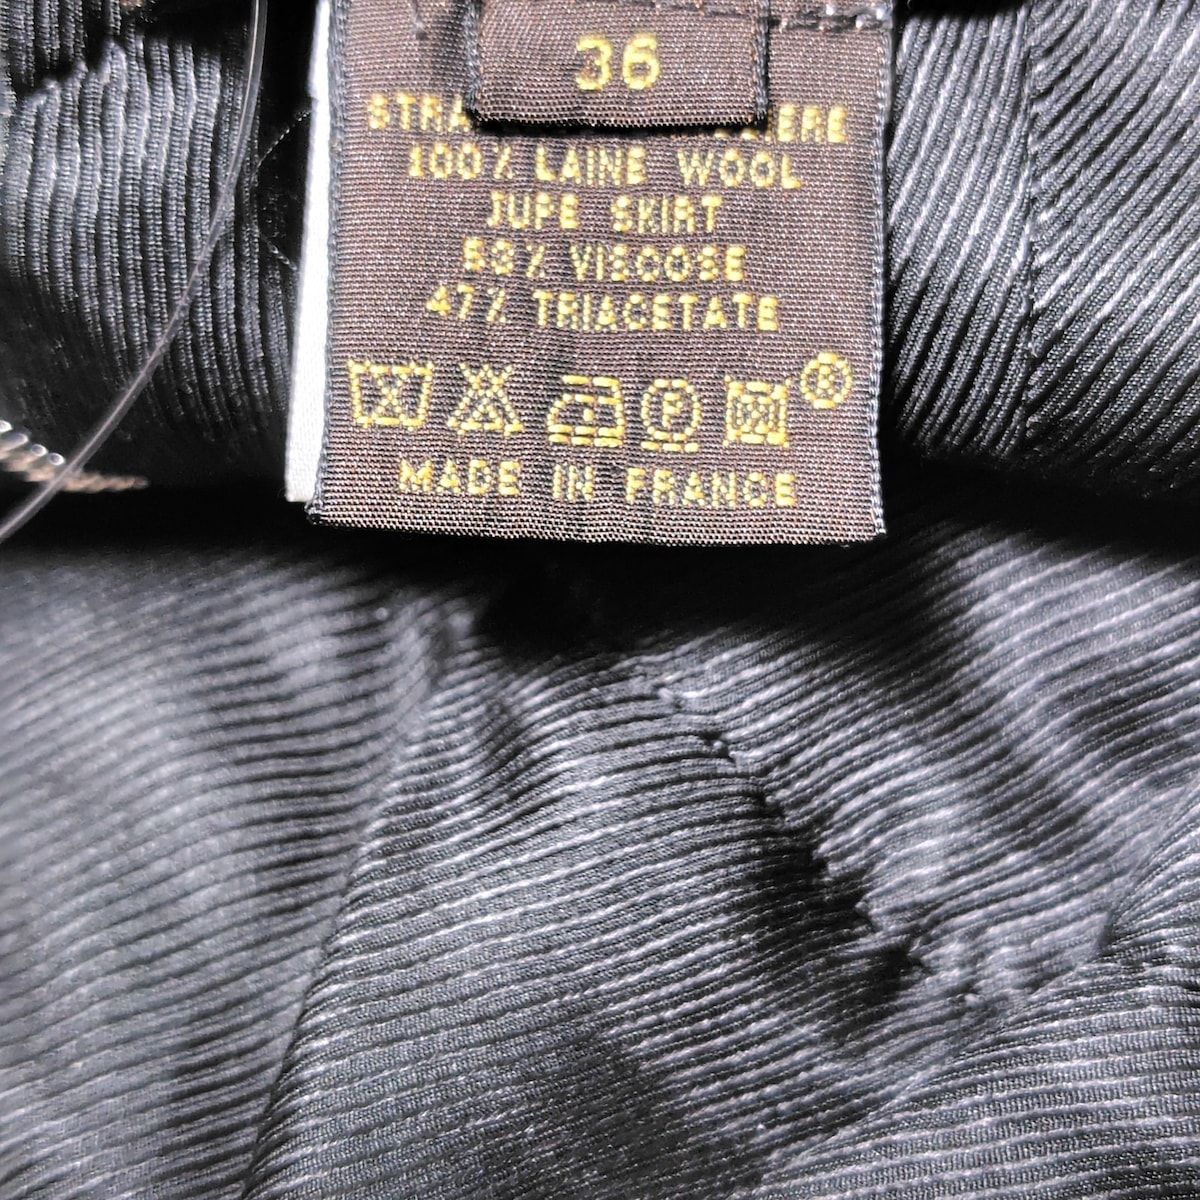 36
100% LAINE WOOL
JUPE SKIRT
53% VISCOSE
47% TRIACETATE
P
®
MADE IN FRANCE